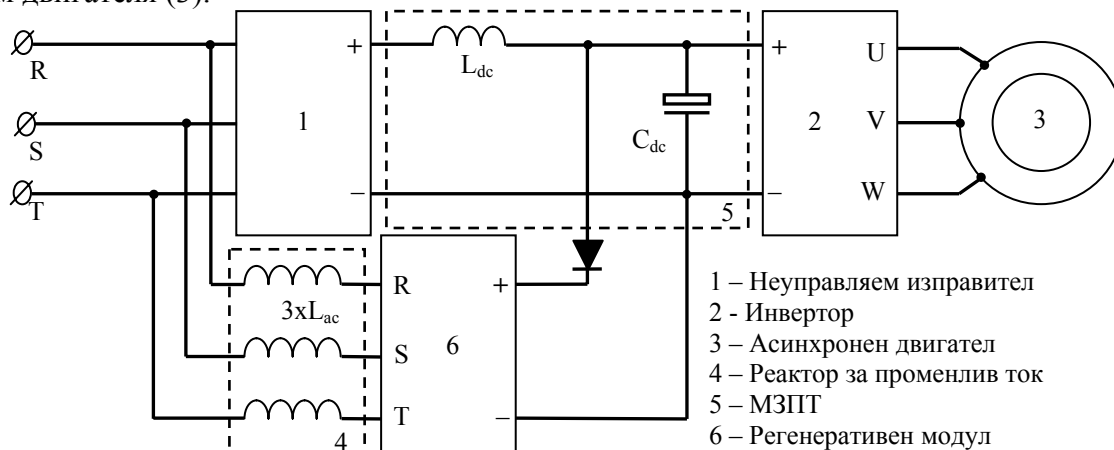 м двигателя (3).
R
S
T
1
+
−
L_dc
C_dc
5
+
−
2
U
V
W
3
3xL_ac
4
R
S
T
6
+
−
1 – Неуправляем изправител
2 - Инвертор
3 – Асинхронен двигател
4 – Реактор за променлив ток
5 – МЗПТ
6 – Регенеративен модул